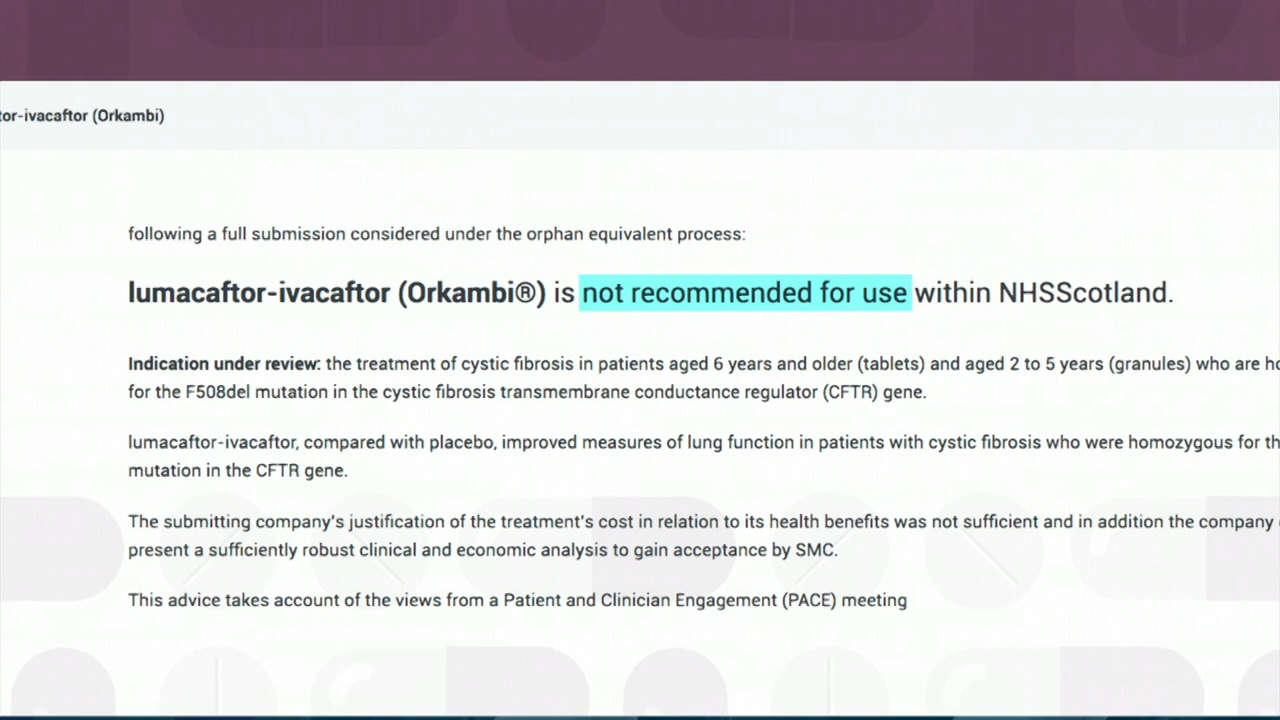 tor-ivacaftor (Orkambi)
following a full submission considered under the orphan equivalent process:
lumacaftor-ivacaftor (Orkambi®) is not recommended for use within NHSScotland.
Indication under review: the treatment of cystic fibrosis in patients aged 6 years and older (tablets) and aged 2 to 5 years (granules) who are ho
for the F508del mutation in the cystic fibrosis transmembrane conductance regulator (CFTR) gene.
lumacaftor-ivacaftor, compared with placebo, improved measures of lung function in patients with cystic fibrosis who were homozygous for th
mutation in the CFTR gene.
The submitting company's justification of the treatment's cost in relation to its health benefits was not sufficient and in addition the company
present a sufficiently robust clinical and economic analysis to gain acceptance by SMC.
This advice takes account of the views from a Patient and Clinician Engagement (PACE) meeting